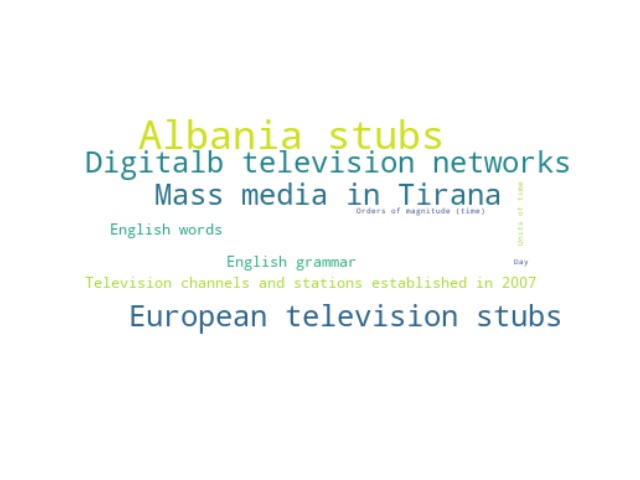 Albania stubs
Digitalb television networks
Mass media in Tirana
Orders of magnitude (time)
Units of time
English words
English grammar
Day
Television channels and stations established in 2007
European television stubs